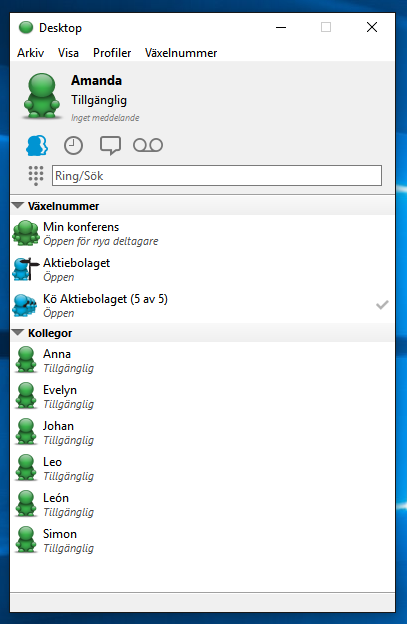 Desktop
Arkiv Visa Profiler Växelnummer
Amanda
Tillgänglig
Inget meddelande
Ring/Sök
Växelnummer
Min konferens
Öppen för nya deltagare
Aktiebolaget
Öppen
Kö Aktiebolaget (5 av 5)
Öppen
Kollegor
Anna
Tillgänglig
Evelyn
Tillgänglig
Johan
Tillgänglig
Leo
Tillgänglig
León
Tillgänglig
Simon
Tillgänglig